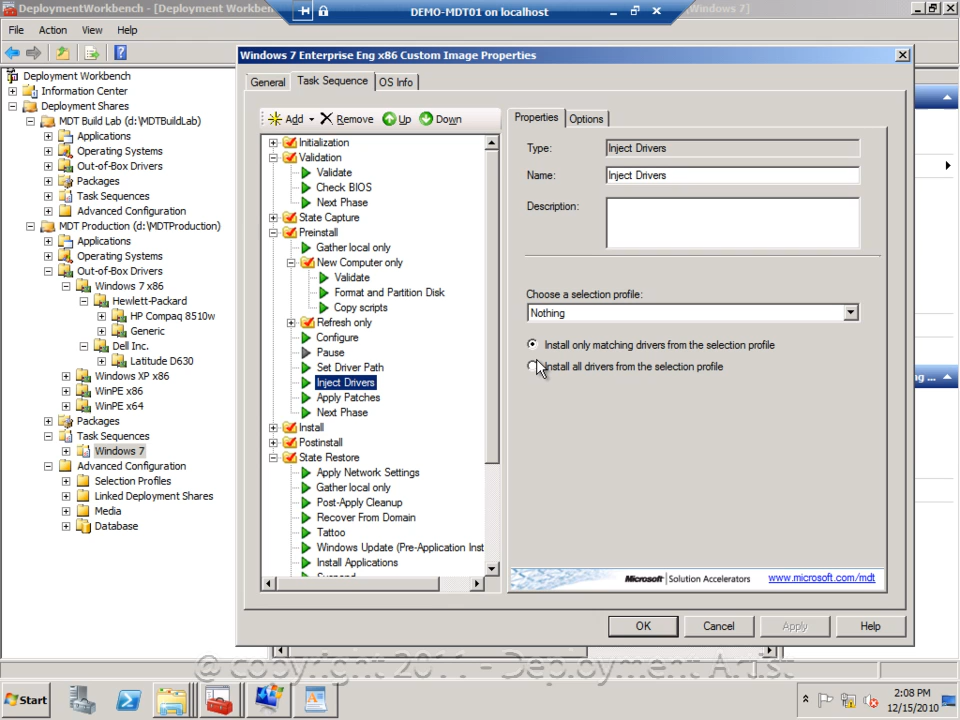 DeploymentWorkbench - [Deployment Workben
DEMO-MDT01 on localhost
Windows 7]
File Action View Help
Windows 7 Enterprise Eng x86 Custom Image Properties
Deployment Workbench
Information Center
Deployment Shares
MDT Build Lab (d:\MDTBuildLab)
Applications
Operating Systems
Out-of-Box Drivers
Packages
Task Sequences
Advanced Configuration
MDT Production (d:\MDTProduction)
Applications
Operating Systems
Out-of-Box Drivers
Windows 7 x86
Hewlett-Packard
HP Compaq 8510w
Generic
Dell Inc.
Latitude D630
Windows XP x86
WinPE x86
WinPE x64
Packages
Task Sequences
Windows 7
Advanced Configuration
Selection Profiles
Linked Deployment Shares
Media
Database
General Task Sequence OS Info
Add Remove Up Down
Initialization
Validation
Validate
Check BIOS
Next Phase
State Capture
Preinstall
Gather local only
New Computer only
Validate
Format and Partition Disk
Copy scripts
Refresh only
Configure
Pause
Set Driver Path
Inject Drivers
Apply Patches
Next Phase
Install
Postinstall
State Restore
Apply Network Settings
Gather local only
Post-Apply Cleanup
Recover From Domain
Tattoo
Windows Update (Pre-Application Inst
Install Applications
Properties Options
Type: Inject Drivers
Name: Inject Drivers
Description:
Choose a selection profile:
Nothing
Install only matching drivers from the selection profile
Install all drivers from the selection profile
Microsoft Solution Accelerators www.microsoft.com/mdt
OK Cancel Apply Help
ng ...
@ copyright 2011 - Deployment Artist
Start
2:08 PM
12/15/2010